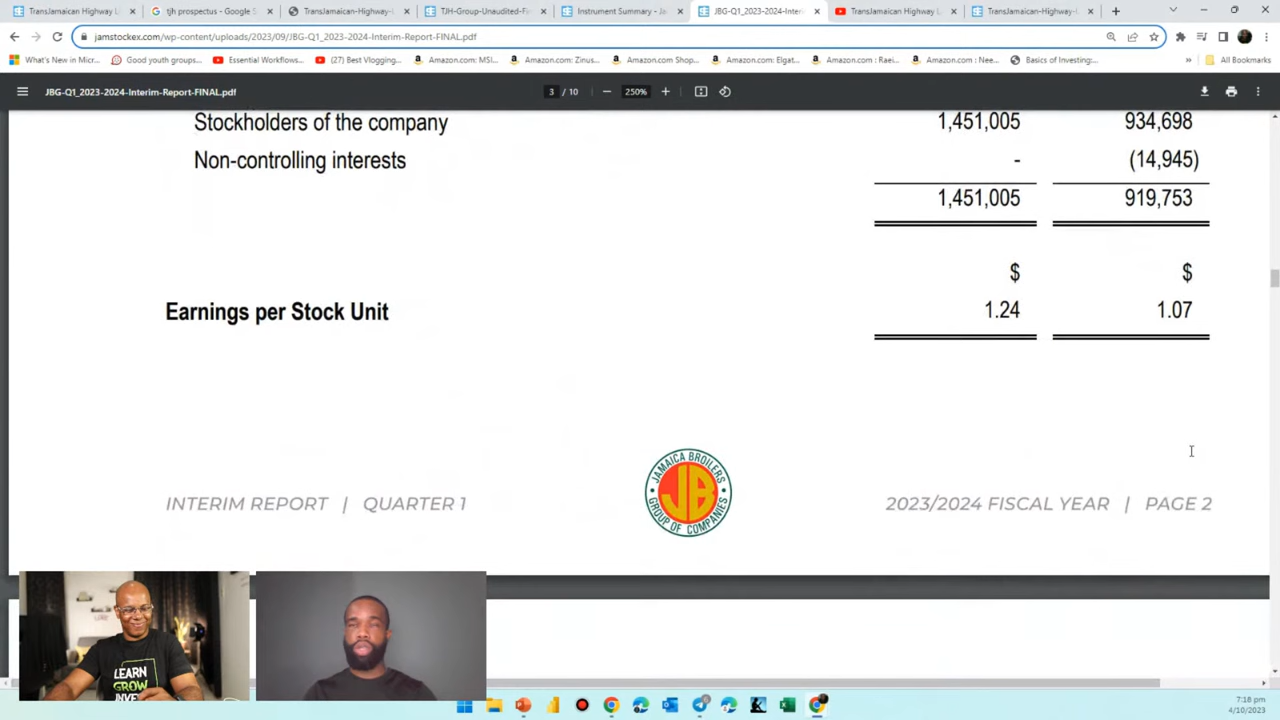 TransJamaican Highway L
tjh prospectus - Google S
TransJamaican-Highway-
TJH-Group-Unaudited-Fi
Instrument Summary - Ja
JBG-Q1_2023-2024-Interi
TransJamaican Highway L
TransJamaican-Highway-I
jamstockex.com/wp-content/uploads/2023/09/JBG-Q1_2023-2024-Interim-Report-FINAL.pdf
What's New in Micr...
Good youth groups...
Essential Workflows...
(27) Best Vlogging...
Amazon.com: MSI...
Amazon.com: Zinus...
Amazon.com Shop...
Amazon.com: Elgat...
Amazon.com : Raei...
Amazon.com : Nee...
Basics of Investing:...
All Bookmarks
JBG-Q1_2023-2024-Interim-Report-FINAL.pdf
3 / 10
250%
Stockholders of the company 1,451,005 934,698
Non-controlling interests - (14,945)
1,451,005 919,753
$ $
Earnings per Stock Unit 1.24 1.07
JAMAICA BROILERS
JB
GROUP OF COMPANIES
INTERIM REPORT | QUARTER 1
2023/2024 FISCAL YEAR | PAGE 2
LEARN
GROW
INVEST
7:18 pm
4/10/2023